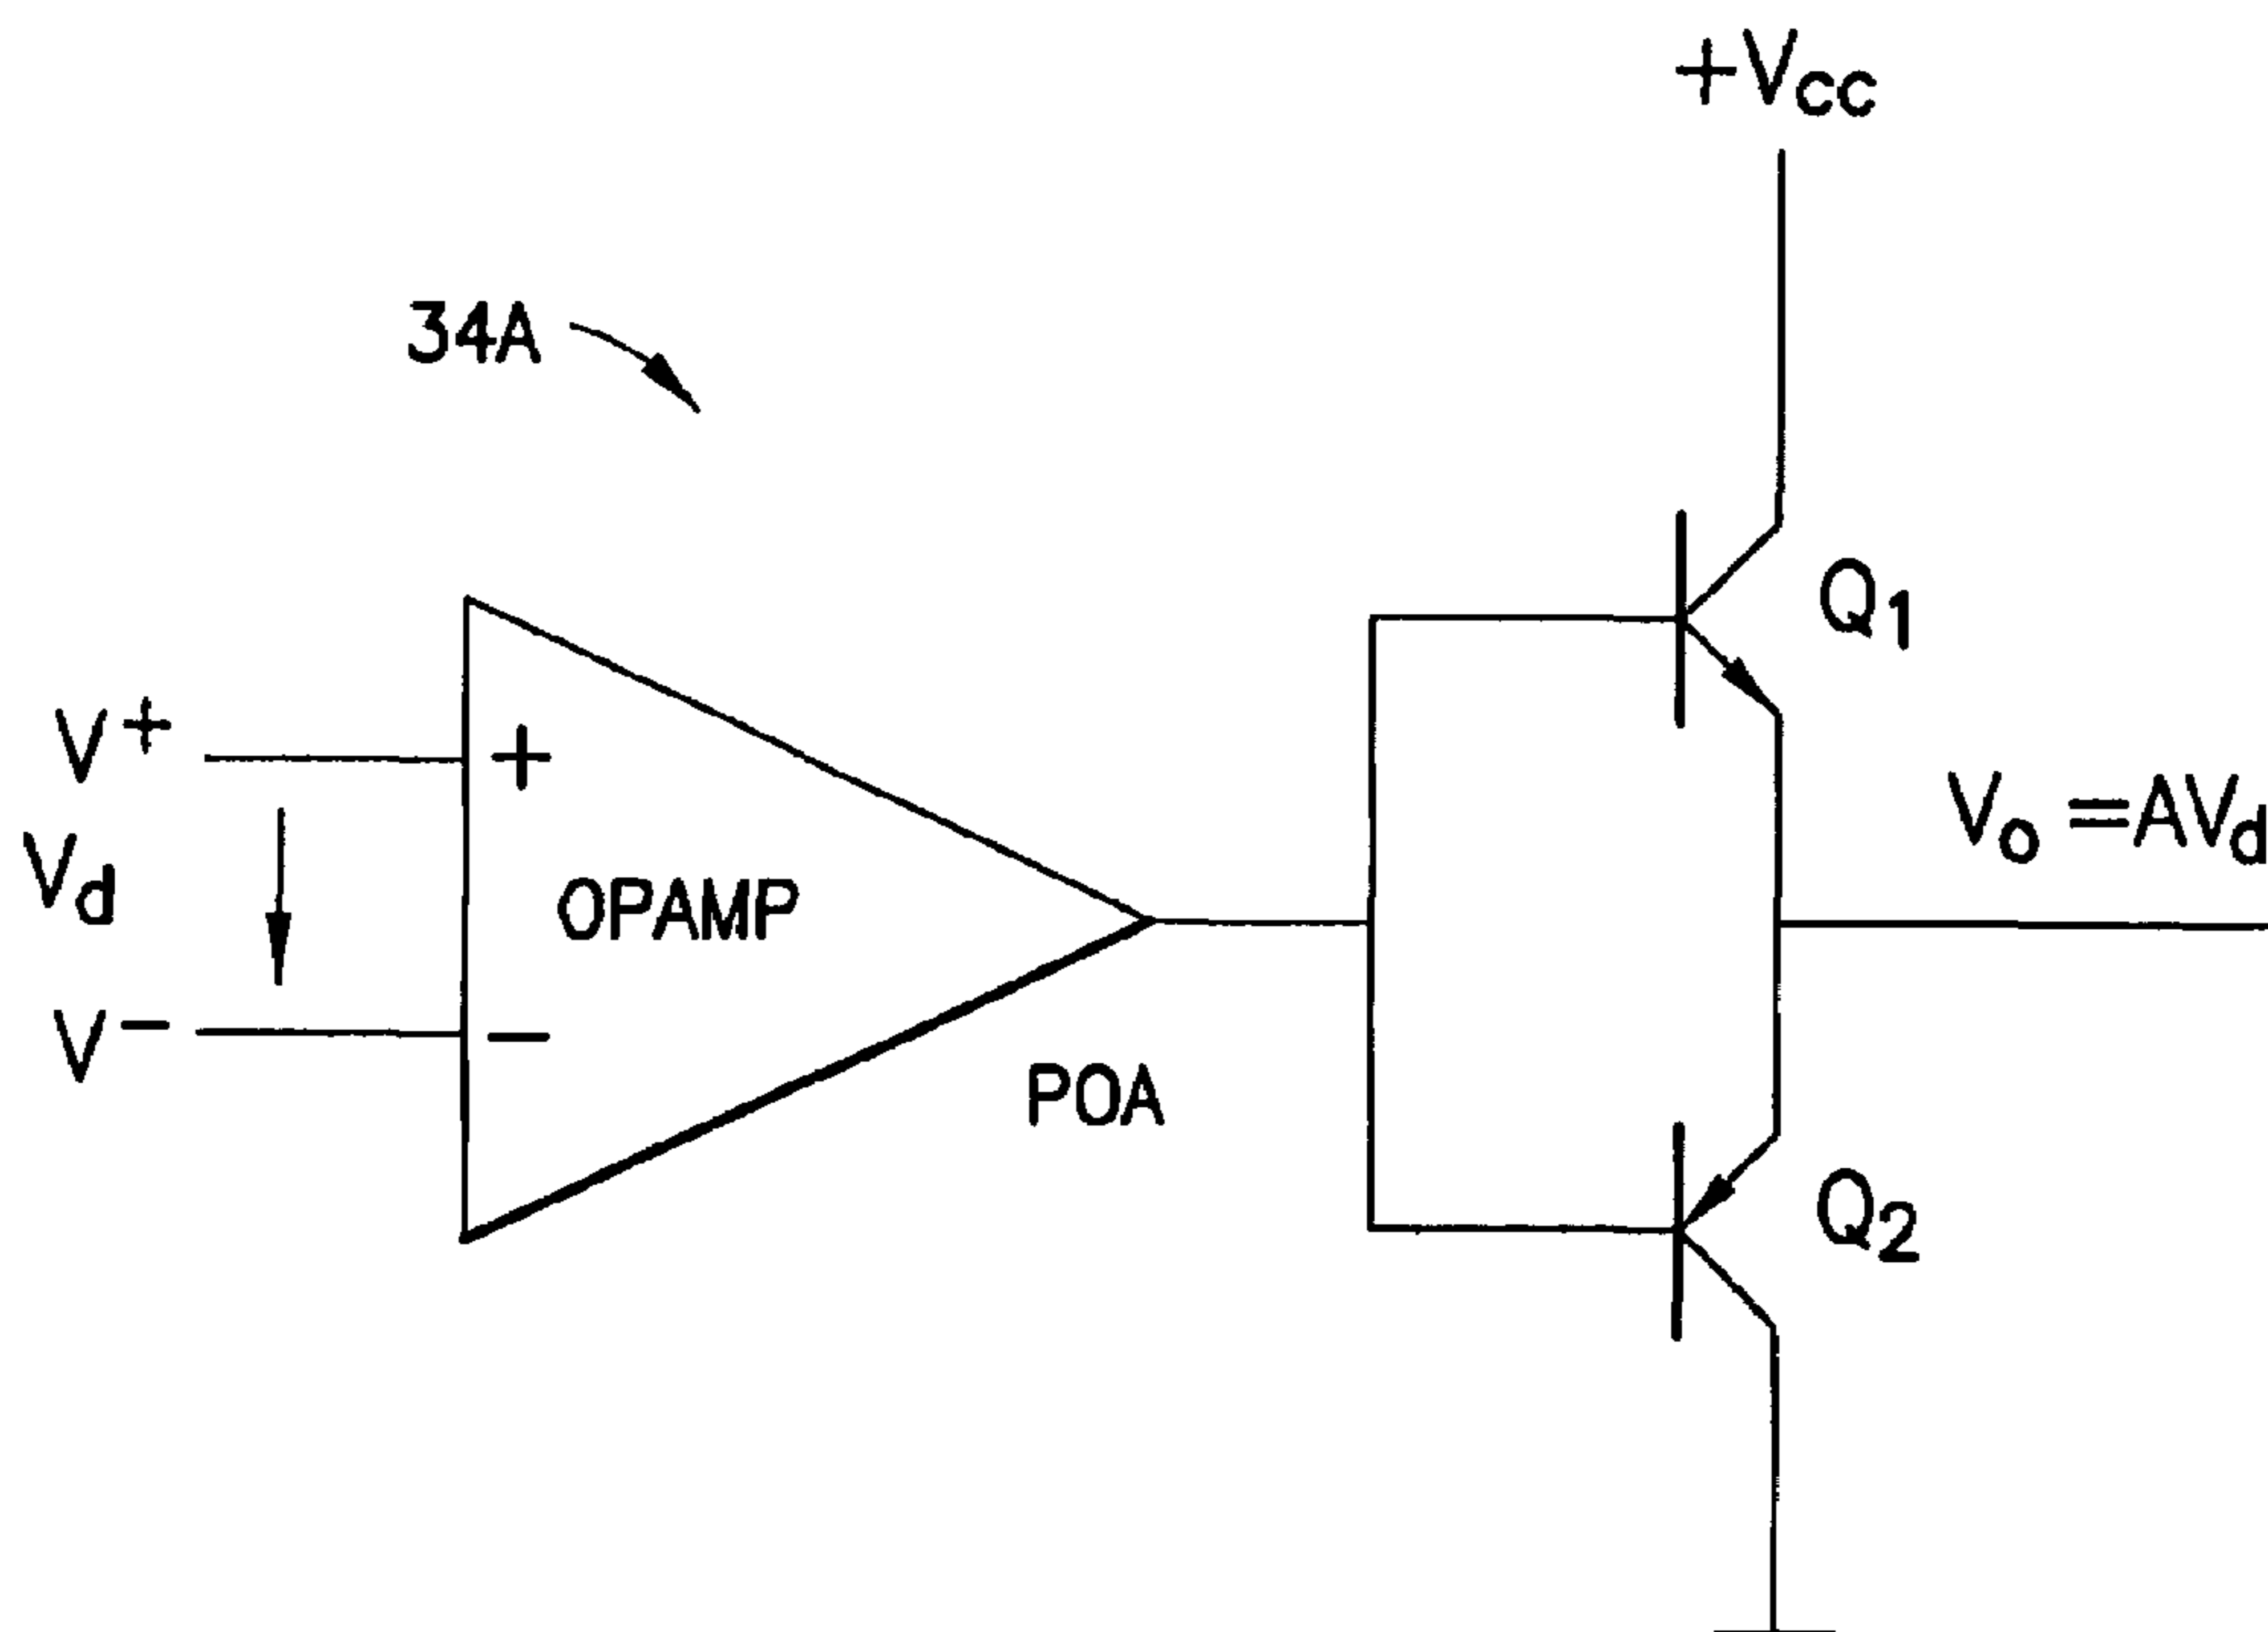 +Vcc
34A
Q1
V+
+
Vo =AVd
Vd
OPAMP
V−
−
POA
Q2